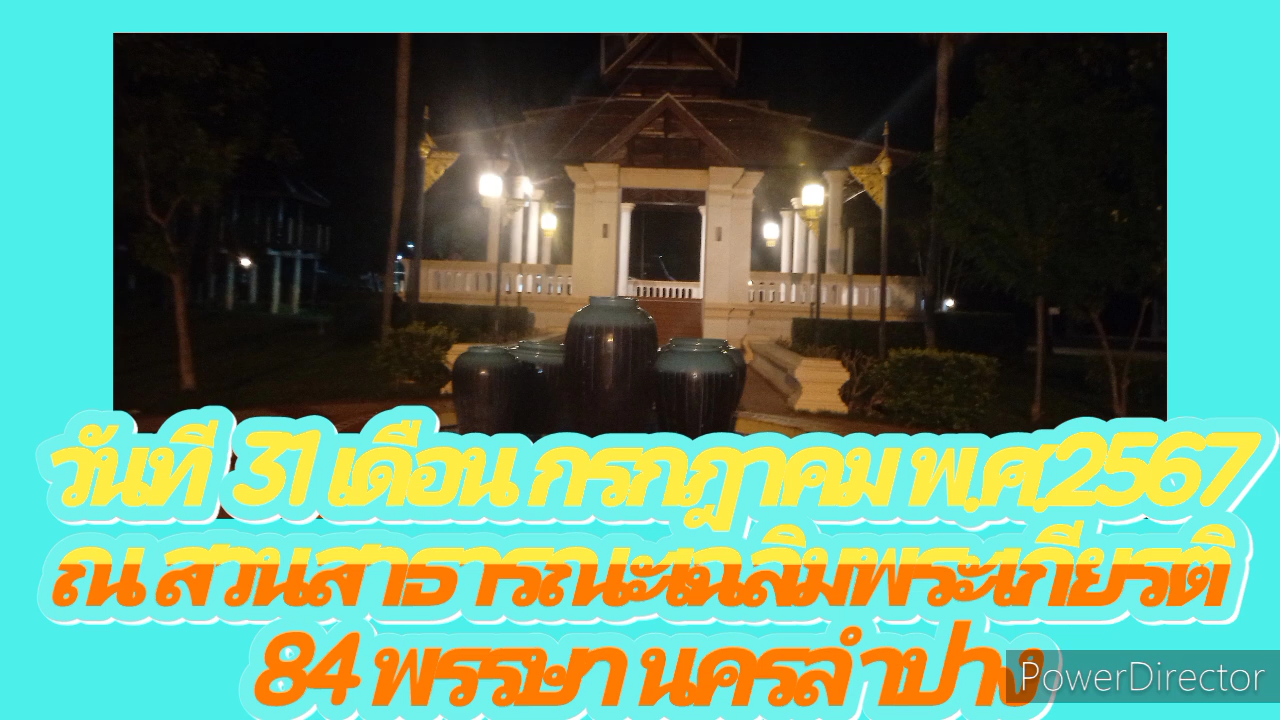 วันที่ 31 เดือน กรกฎาคม พ.ศ.2567
ณ สวนสาธารณะเฉลิมพระเกียรติ
84 พรรษา นครลำปาง
PowerDirector